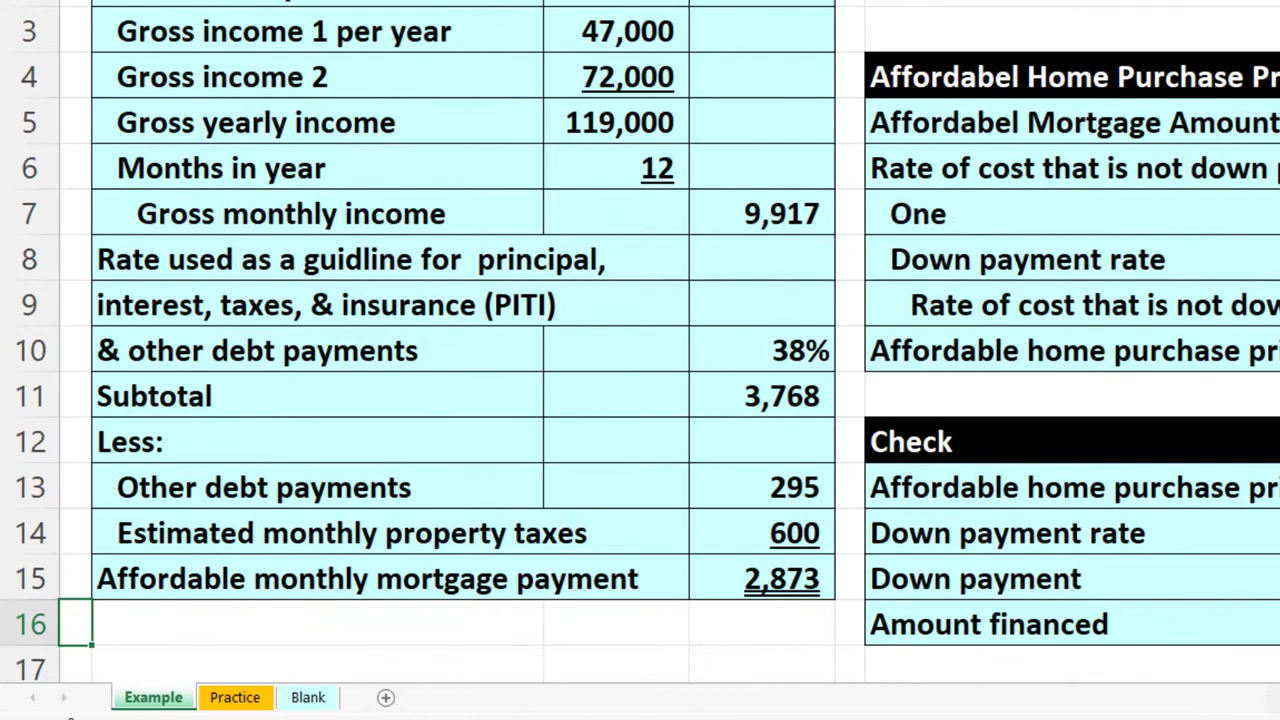 3 Gross income 1 per year 47,000
4 Gross income 2 72,000 Affordabel Home Purchase Pr
5 Gross yearly income 119,000 Affordabel Mortgage Amount
6 Months in year 12 Rate of cost that is not down p
7 Gross monthly income 9,917 One
8 Rate used as a guidline for principal, Down payment rate
9 interest, taxes, & insurance (PITI) Rate of cost that is not dow
10 & other debt payments 38% Affordable home purchase pri
11 Subtotal 3,768
12 Less: Check
13 Other debt payments 295 Affordable home purchase pri
14 Estimated monthly property taxes 600 Down payment rate
15 Affordable monthly mortgage payment 2,873 Down payment
16 Amount financed
17
Example Practice Blank